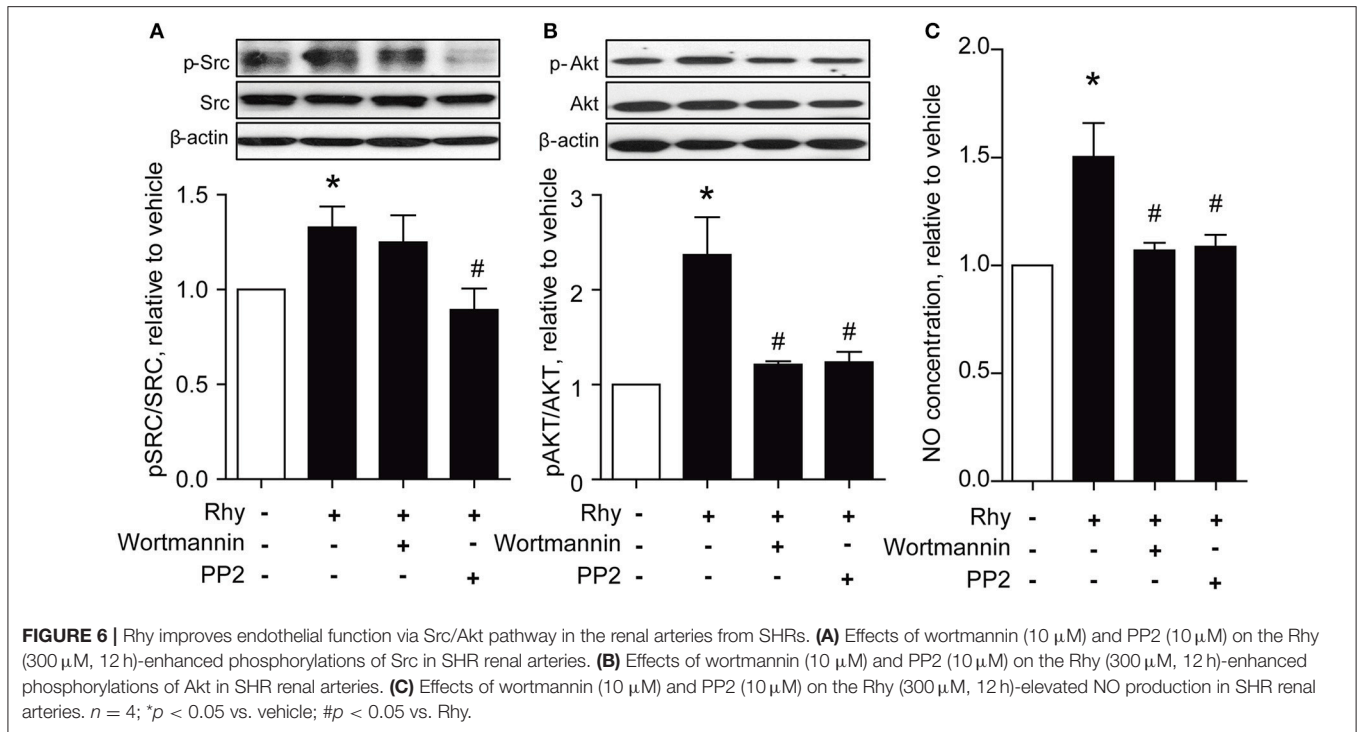 A
p-Src
Src
β-actin
*
#
pSRC/SRC, relative to vehicle
1.5
1.0
0.5
0.0
Rhy - + + +
Wortmannin - - + -
PP2 - - - +
B
p-Akt
Akt
β-actin
*
# #
pAKT/AKT, relative to vehicle
3
2
1
0
Rhy - + + +
Wortmannin - - + -
PP2 - - - +
C
*
# #
NO concentration, relative to vehicle
2.0
1.5
1.0
0.5
0.0
Rhy - + + +
Wortmannin - - + -
PP2 - - - +
FIGURE 6 | Rhy improves endothelial function via Src/Akt pathway in the renal arteries from SHRs. (A) Effects of wortmannin (10 μM) and PP2 (10 μM) on the Rhy
(300 μM, 12 h)-enhanced phosphorylations of Src in SHR renal arteries. (B) Effects of wortmannin (10 μM) and PP2 (10 μM) on the Rhy (300 μM, 12 h)-enhanced
phosphorylations of Akt in SHR renal arteries. (C) Effects of wortmannin (10 μM) and PP2 (10 μM) on the Rhy (300 μM, 12 h)-elevated NO production in SHR renal
arteries. n = 4; *p < 0.05 vs. vehicle; #p < 0.05 vs. Rhy.